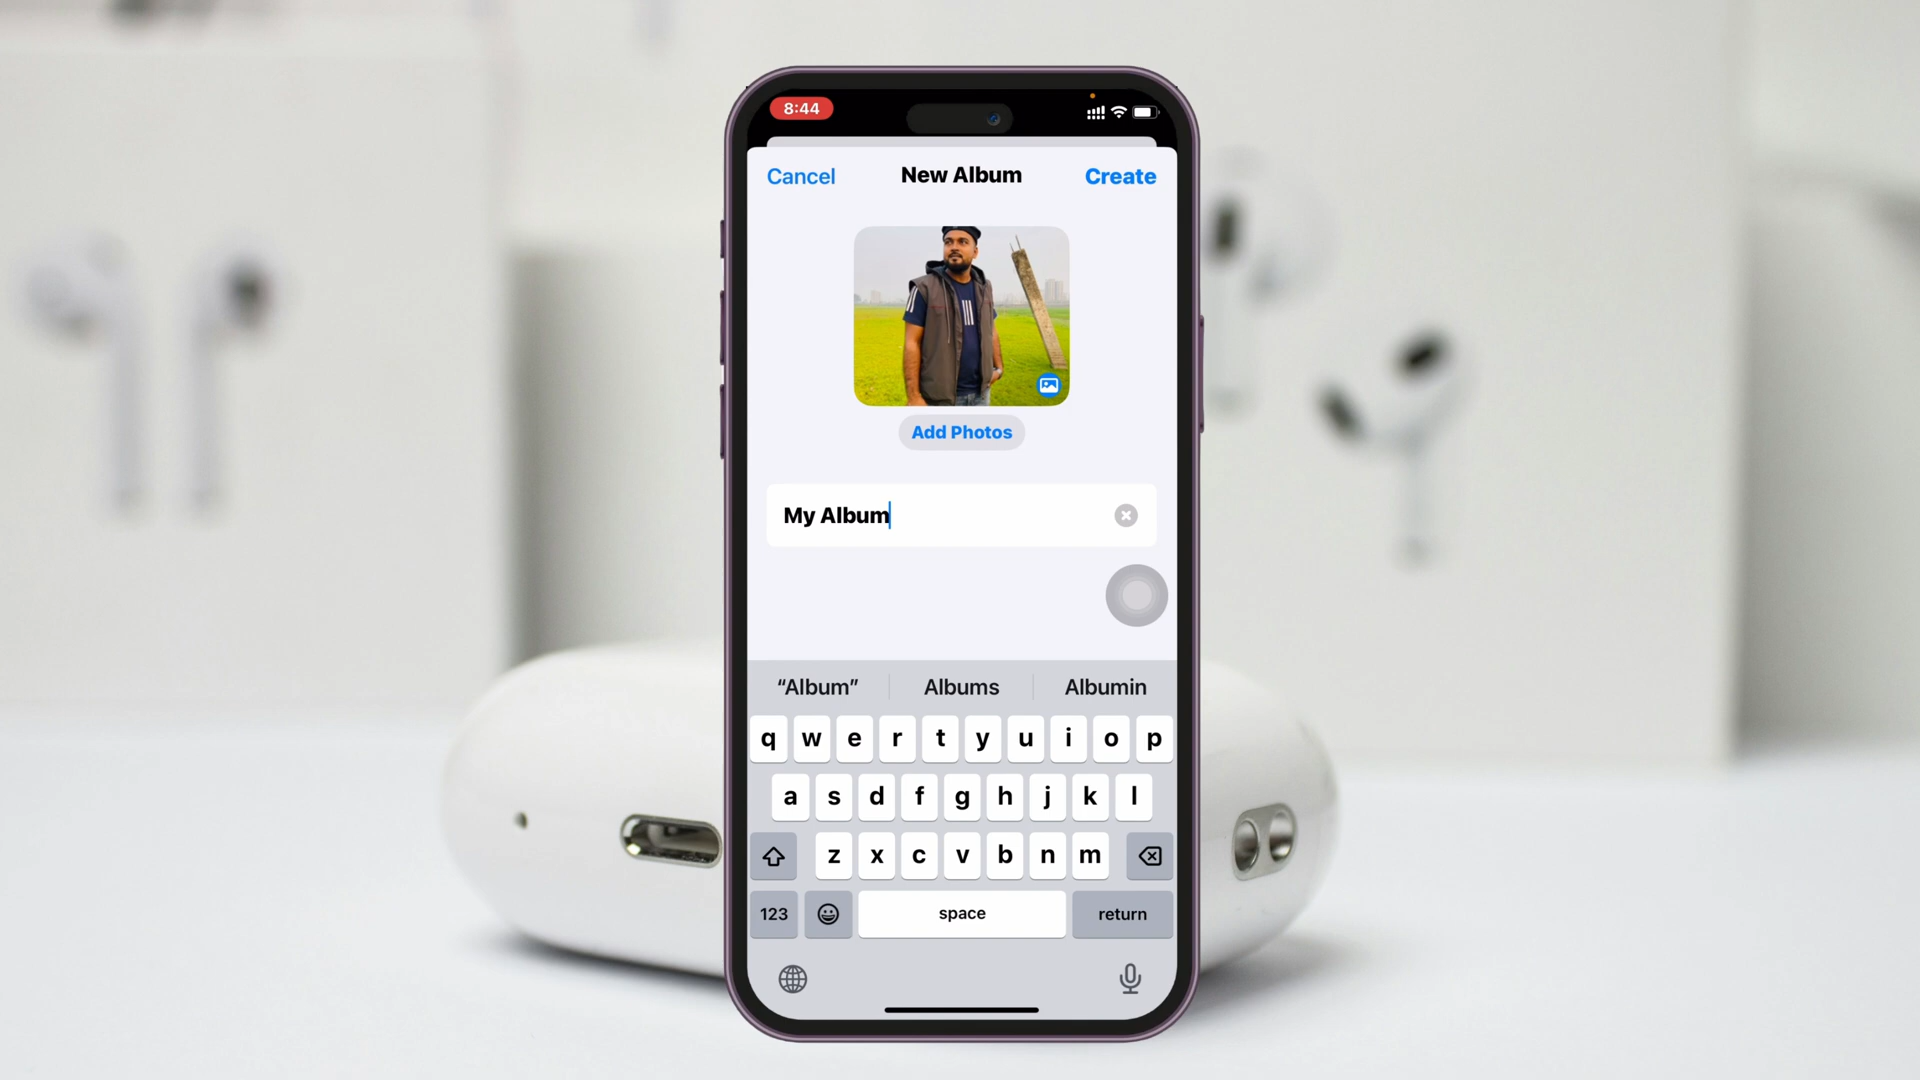 8:44
Cancel
New Album
Create
Add Photos
My Album
“Album”
Albums
Albumin
q w e r t y u i o p
a s d f g h j k l
z x c v b n m
123
space
return